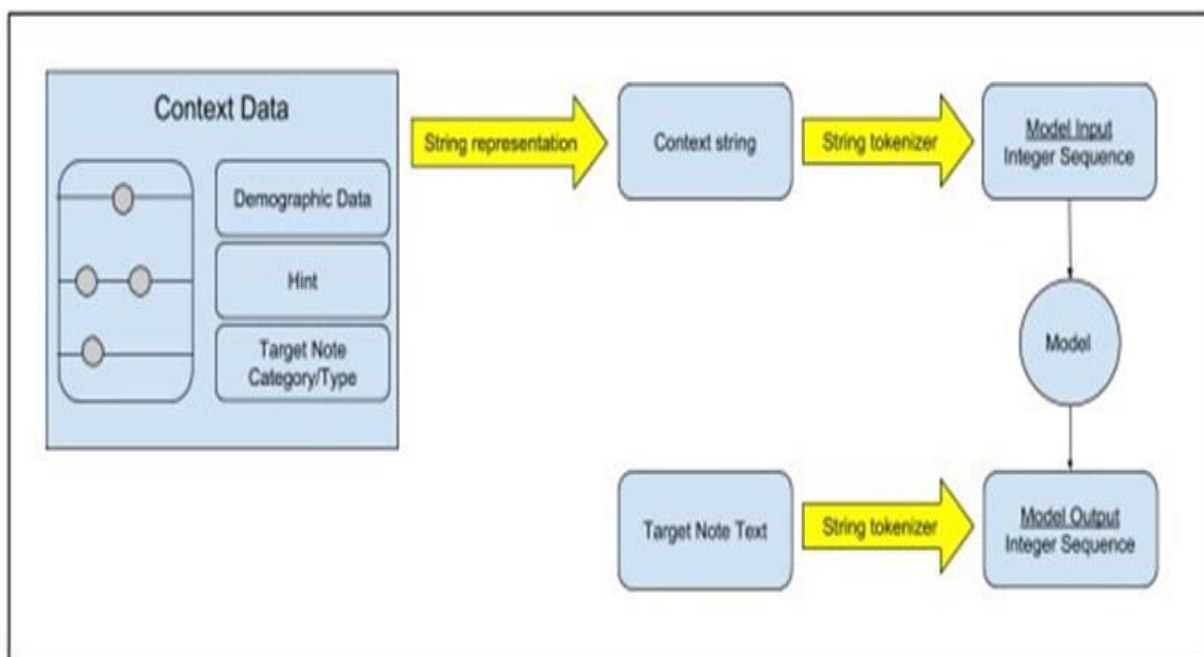 Context Data
Demographic Data
Hint
Target Note
Category/Type
String representation
Context string
String tokenizer
Model Input
Integer Sequence
Model
Target Note Text
String tokenizer
Model Output
Integer Sequence